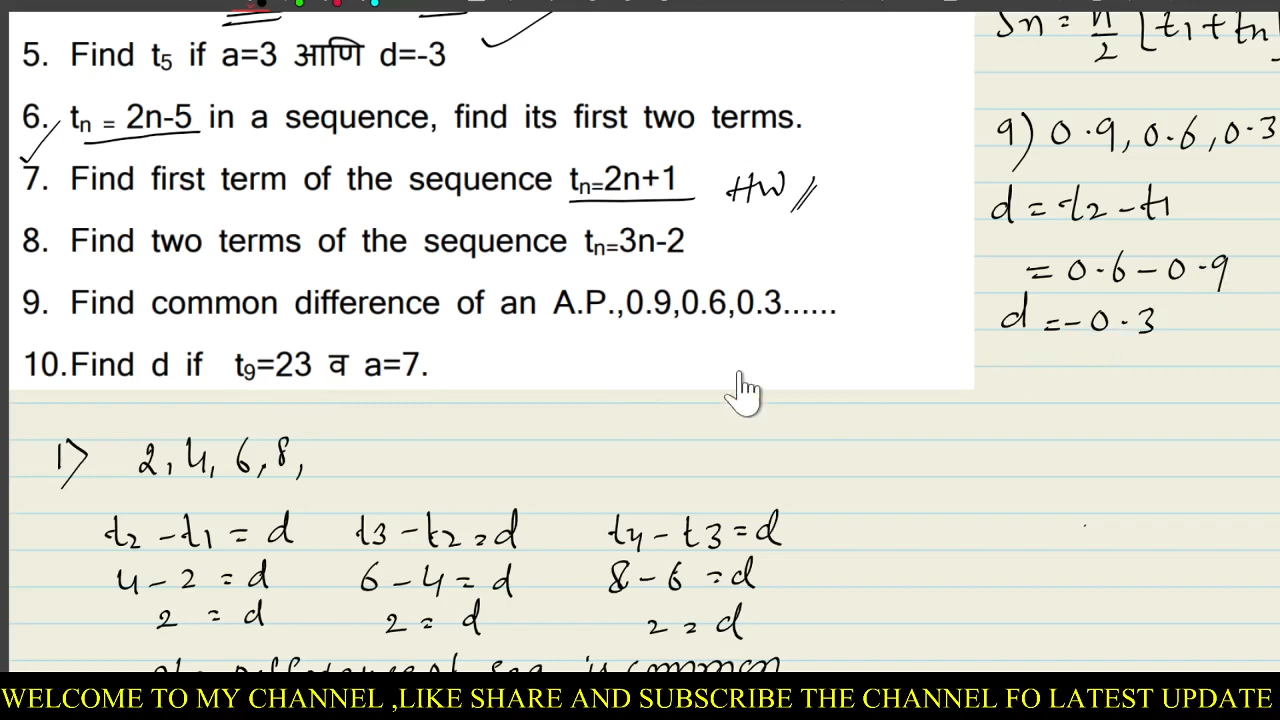 5. Find t5 if a=3 आणि d=-3
6. tn = 2n-5 in a sequence, find its first two terms.
7. Find first term of the sequence tn=2n+1 HW //
8. Find two terms of the sequence tn=3n-2
9. Find common difference of an A.P.,0.9,0.6,0.3......
10.Find d if t9=23 व a=7.
Sn = n/2 [t1 + tn]
9) 0.9, 0.6, 0.3
d = t2 - t1
= 0.6 - 0.9
d = -0.3
1) 2, 4, 6, 8,
t2 - t1 = d t3 - t2 = d t4 - t3 = d
4 - 2 = d 6 - 4 = d 8 - 6 = d
2 = d 2 = d 2 = d
common
WELCOME TO MY CHANNEL ,LIKE SHARE AND SUBSCRIBE THE CHANNEL FO LATEST UPDATE